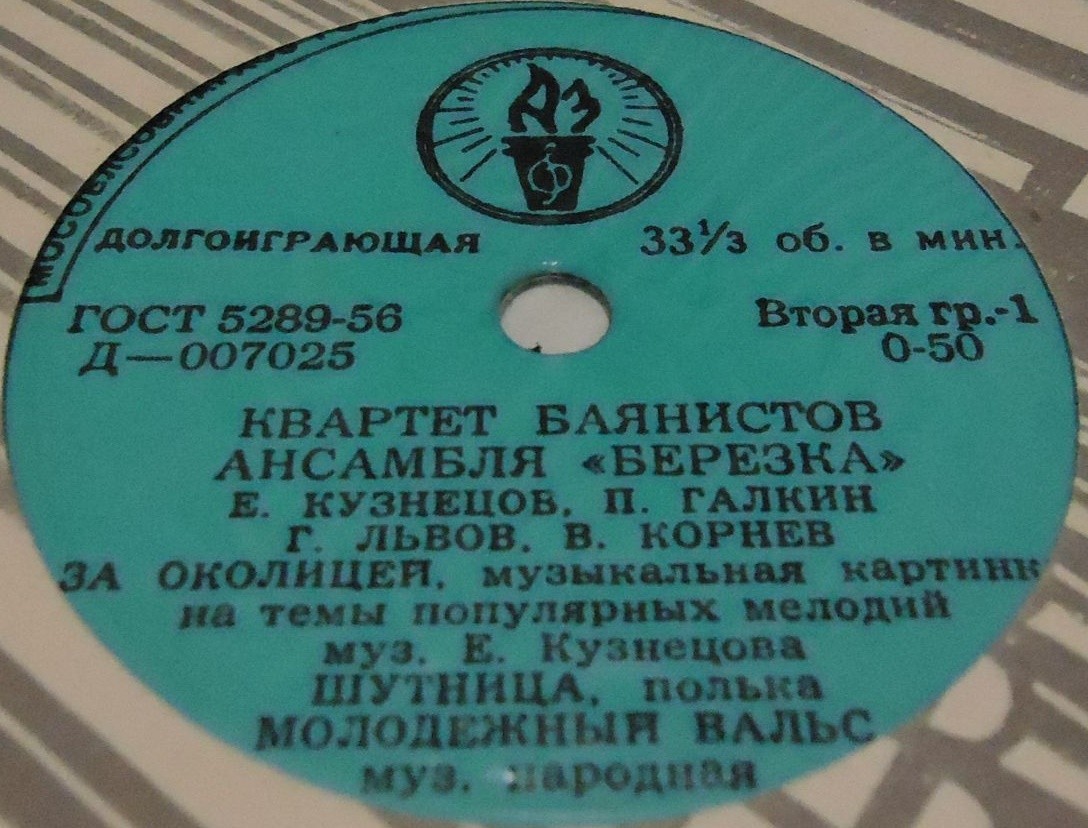 АЗ
ДОЛГОИГРАЮЩАЯ
33⅓ об. в мин.
ГОСТ 5289-56
Д—007025
Вторая гр.-1
0-50
КВАРТЕТ БАЯНИСТОВ
АНСАМБЛЯ «БЕРЕЗКА»
Е. КУЗНЕЦОВ, П. ГАЛКИН
Г. ЛЬВОВ, В. КОРНЕВ
ЗА ОКОЛИЦЕЙ, музыкальная картинк
на темы популярных мелодий
муз. Е. Кузнецова
ШУТНИЦА, полька
МОЛОДЕЖНЫЙ ВАЛЬС
муз. народная